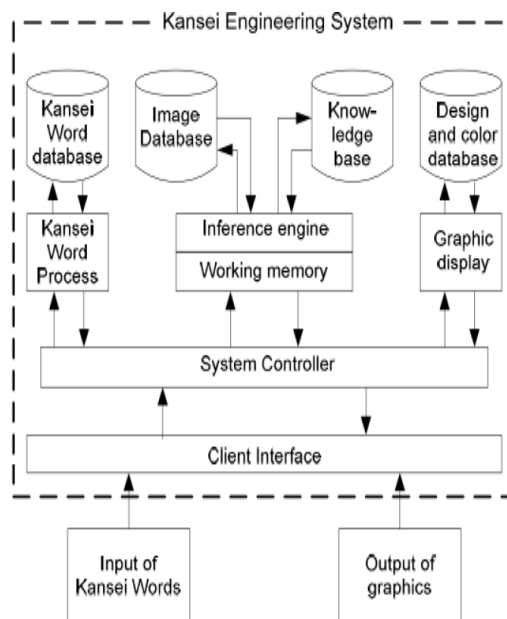 Kansei Engineering System
Kansei
Word
database
Image
Database
Know-
ledge
base
Design
and color
database
Kansei
Word
Process
Inference engine
Working memory
Graphic
display
System Controller
Client Interface
Input of
Kansei Words
Output of
graphics